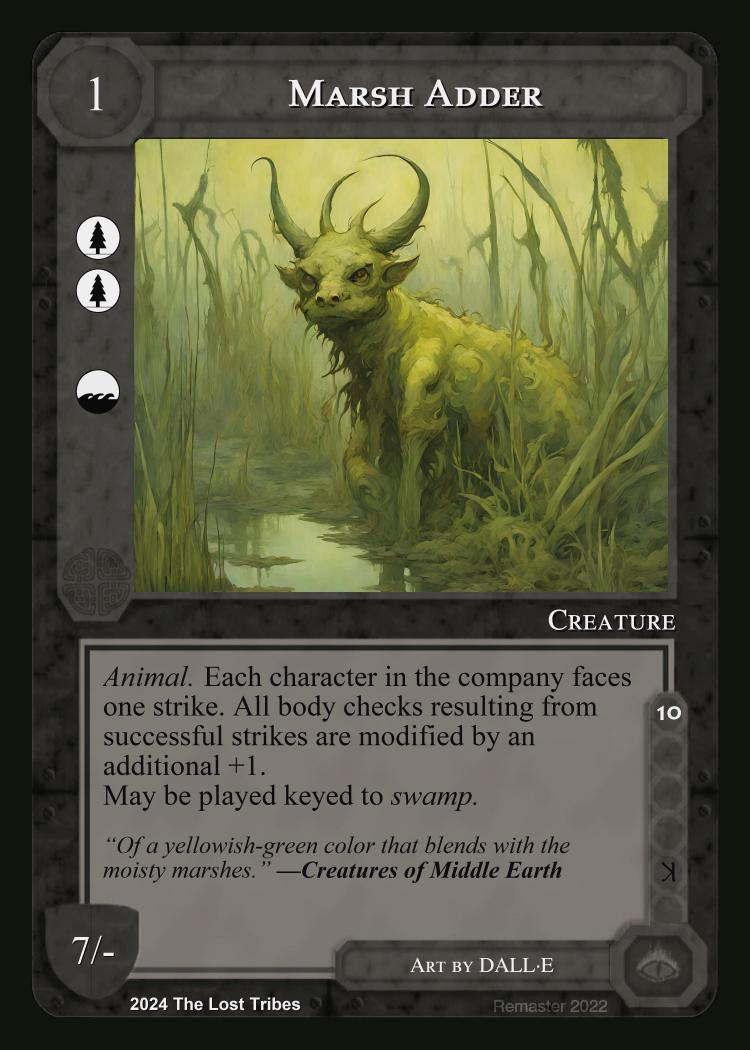 1
Marsh Adder
Creature
Animal. Each character in the company faces
one strike. All body checks resulting from
successful strikes are modified by an
additional +1.
May be played keyed to swamp.
10
“Of a yellowish-green color that blends with the
moisty marshes.” —Creatures of Middle Earth
7/-
Art by DALL·E
2024 The Lost Tribes
Remaster 2022